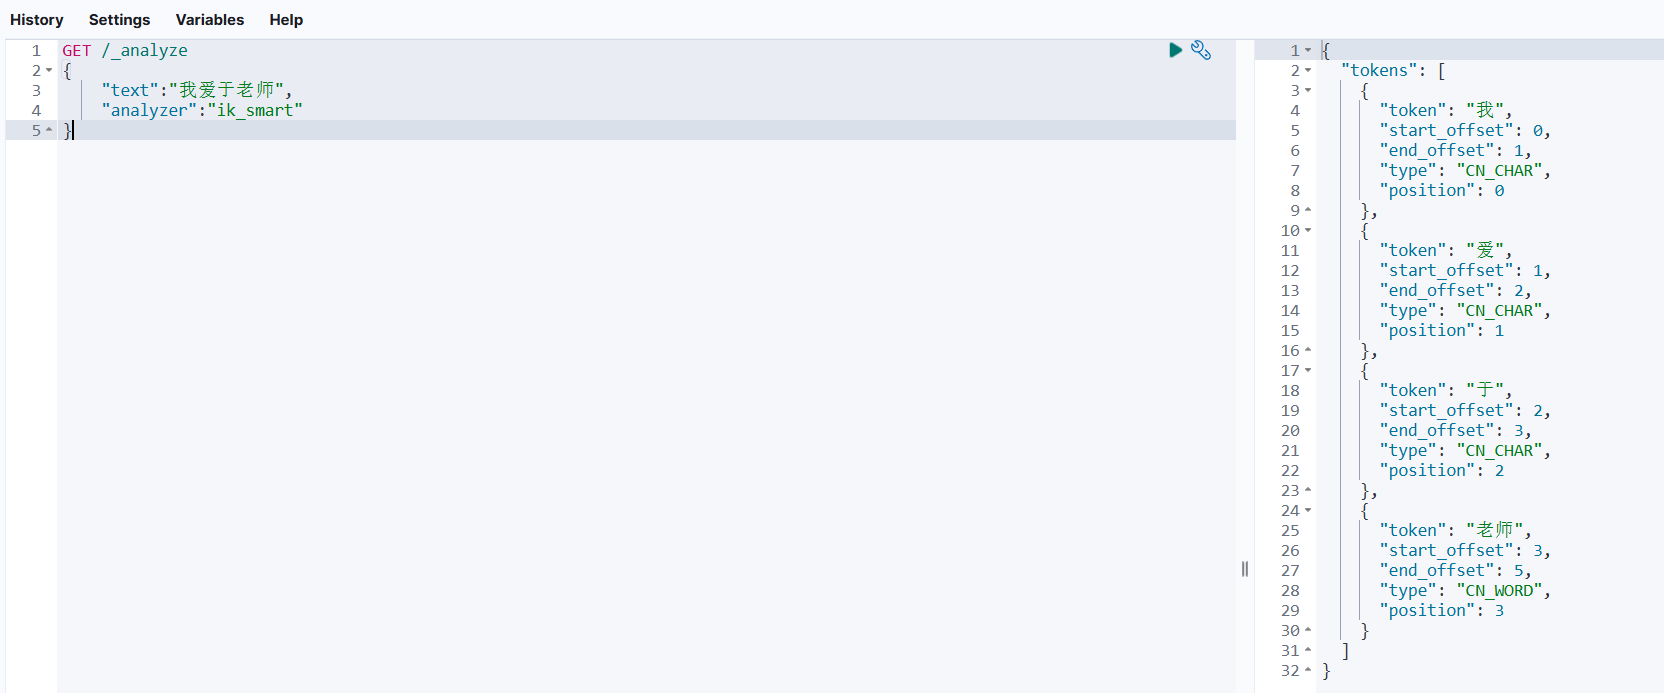 History Settings Variables Help
1 GET /_analyze
2 {
3 "text":"我爱于老师",
4 "analyzer":"ik_smart"
5 }
1 {
2 "tokens": [
3 {
4 "token": "我",
5 "start_offset": 0,
6 "end_offset": 1,
7 "type": "CN_CHAR",
8 "position": 0
9 },
10 {
11 "token": "爱",
12 "start_offset": 1,
13 "end_offset": 2,
14 "type": "CN_CHAR",
15 "position": 1
16 },
17 {
18 "token": "于",
19 "start_offset": 2,
20 "end_offset": 3,
21 "type": "CN_CHAR",
22 "position": 2
23 },
24 {
25 "token": "老师",
26 "start_offset": 3,
27 "end_offset": 5,
28 "type": "CN_WORD",
29 "position": 3
30 }
31 ]
32 }